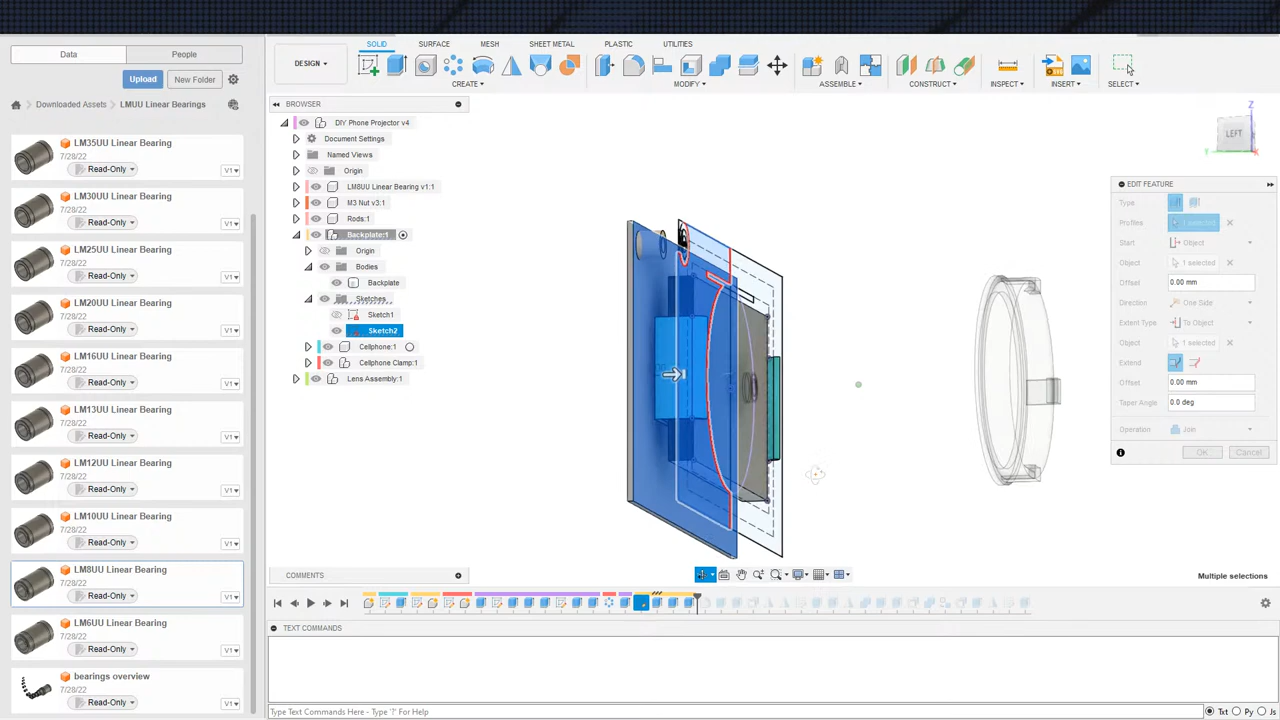 Data
People
Upload
New Folder
Downloaded Assets > LMUU Linear Bearings
LM35UU Linear Bearing
7/28/22
Read-Only
V1
LM30UU Linear Bearing
7/28/22
Read-Only
V1
LM25UU Linear Bearing
7/28/22
Read-Only
V1
LM20UU Linear Bearing
7/28/22
Read-Only
V1
LM16UU Linear Bearing
7/28/22
Read-Only
V1
LM13UU Linear Bearing
7/28/22
Read-Only
V1
LM12UU Linear Bearing
7/28/22
Read-Only
V1
LM10UU Linear Bearing
7/28/22
Read-Only
V1
LM8UU Linear Bearing
7/28/22
Read-Only
V1
LM6UU Linear Bearing
7/28/22
Read-Only
V1
bearings overview
7/28/22
Read-Only
V1
DESIGN
SOLID
SURFACE
MESH
SHEET METAL
PLASTIC
UTILITIES
CREATE
MODIFY
ASSEMBLE
CONSTRUCT
INSPECT
INSERT
SELECT
BROWSER
DIY Phone Projector v4
Document Settings
Named Views
Origin
LM8UU Linear Bearing v1:1
M3 Nut v3:1
Rods:1
Backplate:1
Origin
Bodies
Backplate
Sketches
Sketch1
Sketch2
Cellphone:1
Cellphone Clamp:1
Lens Assembly:1
Z
LEFT
Y
X
EDIT FEATURE
Type
Profiles
1 selected
Start
Object
Object
1 selected
Offset
0.00 mm
Direction
One Side
Extent Type
To Object
Object
1 selected
Extend
Offset
0.00 mm
Taper Angle
0.0 deg
Operation
Join
OK
Cancel
COMMENTS
Multiple selections
TEXT COMMANDS
Type Text Commands Here - Type '?' For Help
Txt
Py
Js